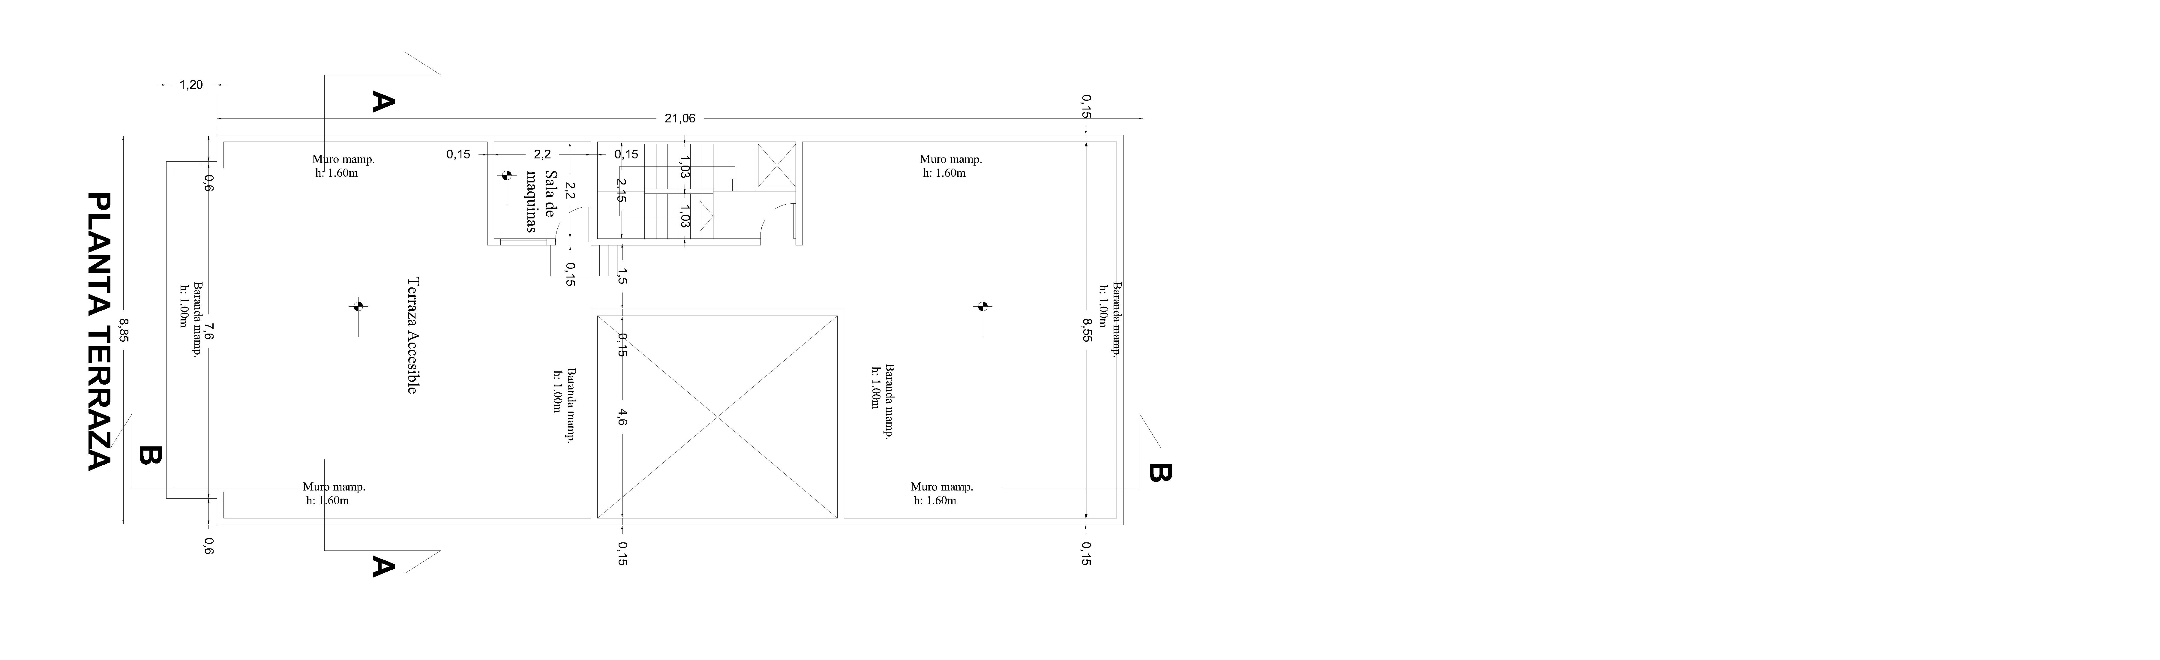 1,20
A
0,15
21,06
Muro mamp.
h: 1.60m
0,15
2,2
0,15
1,03
Muro mamp.
h: 1.60m
0,6
Sala de
maquinas
2,2
2,15
1,03
0,15
1,5
PLANTA TERRAZA
8,85
Baranda mamp.
h: 1.00m
7,6
Terraza Accesible
0,15
8,55
Baranda mamp.
h: 1.00m
Baranda mamp.
h: 1.00m
4,6
Baranda mamp.
h: 1.00m
B
B
Muro mamp.
h: 1.60m
Muro mamp.
h: 1.60m
0,6
0,15
0,15
A